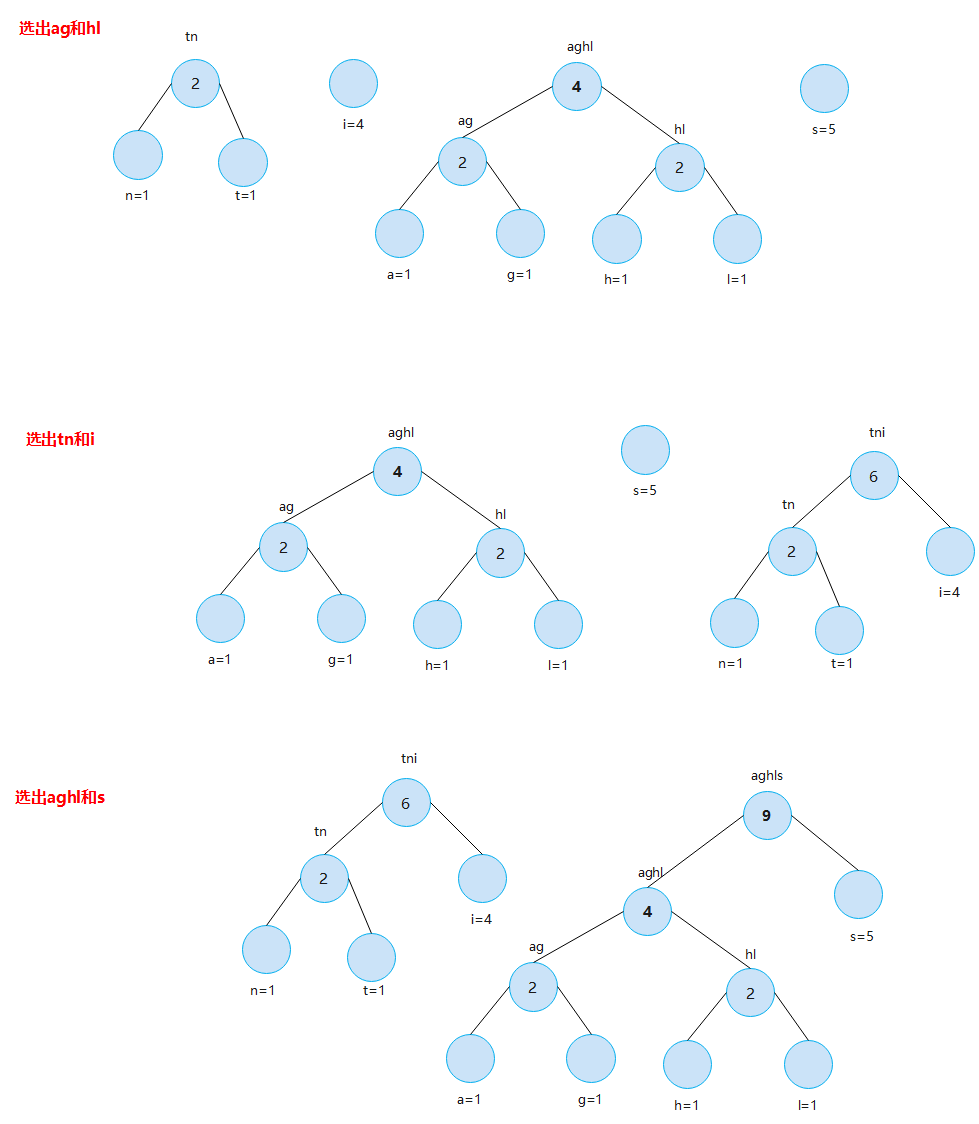 选出ag和hl
tn
2
n=1
t=1
i=4
aghl
4
ag
2
hl
2
a=1
g=1
h=1
l=1
s=5
选出tn和i
aghl
4
ag
2
hl
2
a=1
g=1
h=1
l=1
s=5
tni
6
tn
2
i=4
n=1
t=1
选出aghl和s
tni
6
tn
2
i=4
n=1
t=1
aghls
9
aghl
4
s=5
ag
2
hl
2
a=1
g=1
h=1
l=1